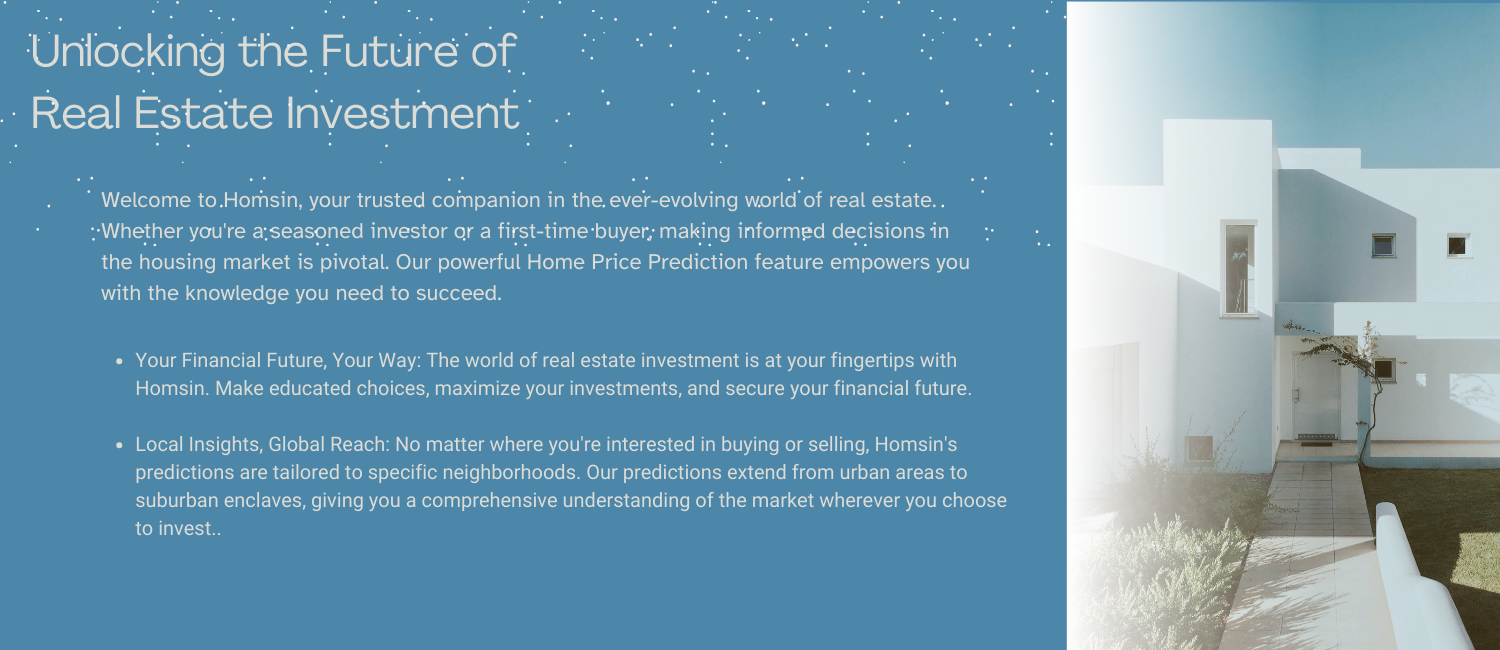 Unlocking the Future of
Real Estate Investment
Welcome to Homsin, your trusted companion in the ever-evolving world of real estate.
Whether you're a seasoned investor or a first-time buyer, making informed decisions in
the housing market is pivotal. Our powerful Home Price Prediction feature empowers you
with the knowledge you need to succeed.
• Your Financial Future, Your Way: The world of real estate investment is at your fingertips with
Homsin. Make educated choices, maximize your investments, and secure your financial future.
• Local Insights, Global Reach: No matter where you're interested in buying or selling, Homsin's
predictions are tailored to specific neighborhoods. Our predictions extend from urban areas to
suburban enclaves, giving you a comprehensive understanding of the market wherever you choose
to invest..